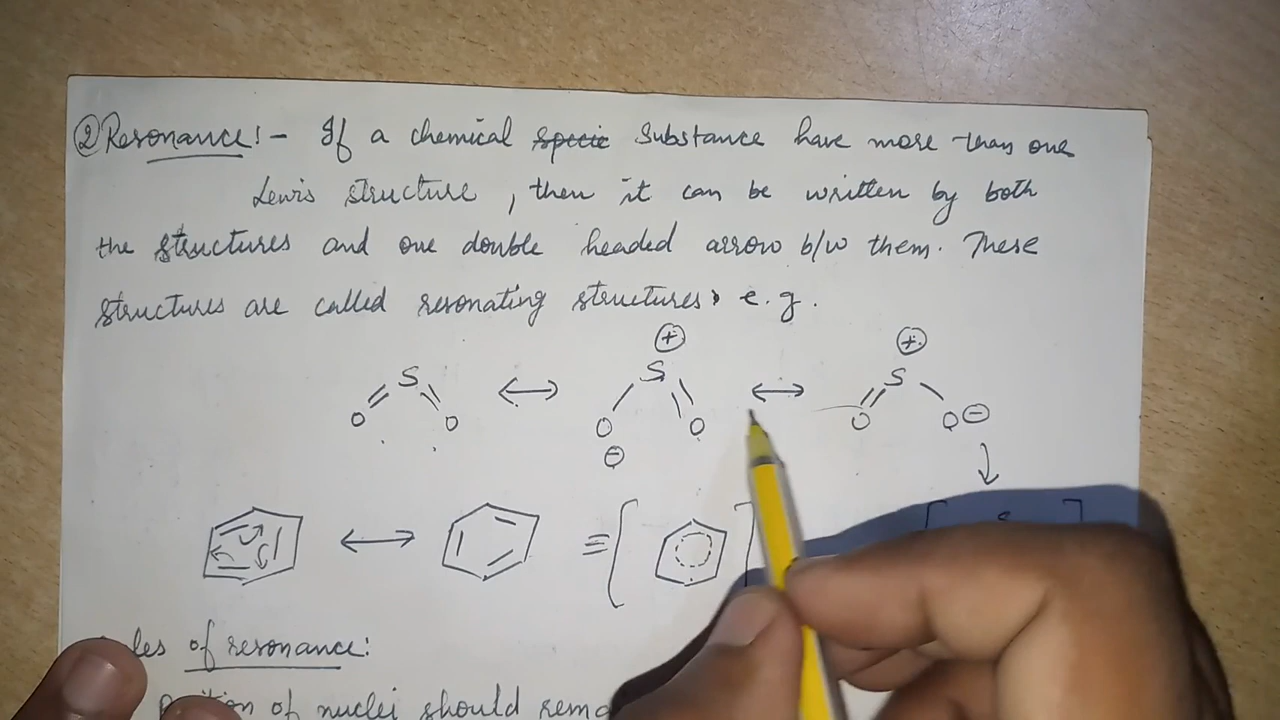 ② Resonance:- If a chemical specie Substance have more than one
Lewis structure, then it can be written by both
the structures and one double headed arrow b/w them. These
structures are called resonating structures, e.g.
⊕ ⊕
S ↔ S ↔ S
O O O O O O ⊖
⊖ ↓
↔ ≡ [ ] [ S ]
les of resonance:
of nuclei should